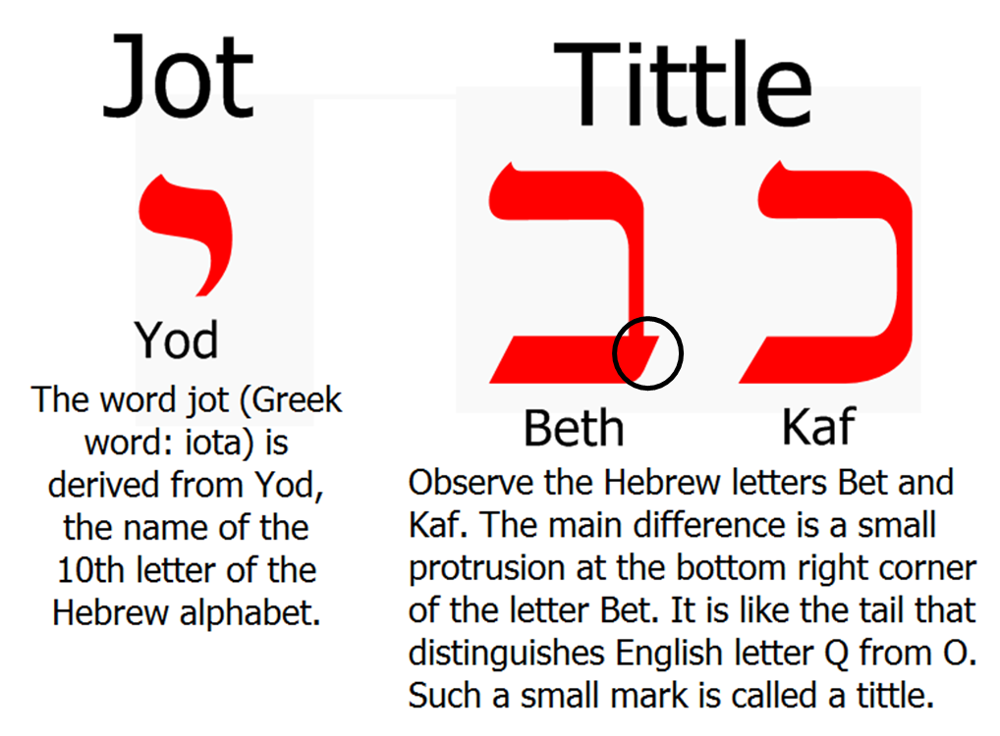 Jot
י
Yod
The word jot (Greek
word: iota) is
derived from Yod,
the name of the
10th letter of the
Hebrew alphabet.
Tittle
ב כ
Beth Kaf
Observe the Hebrew letters Bet and
Kaf. The main difference is a small
protrusion at the bottom right corner
of the letter Bet. It is like the tail that
distinguishes English letter Q from O.
Such a small mark is called a tittle.